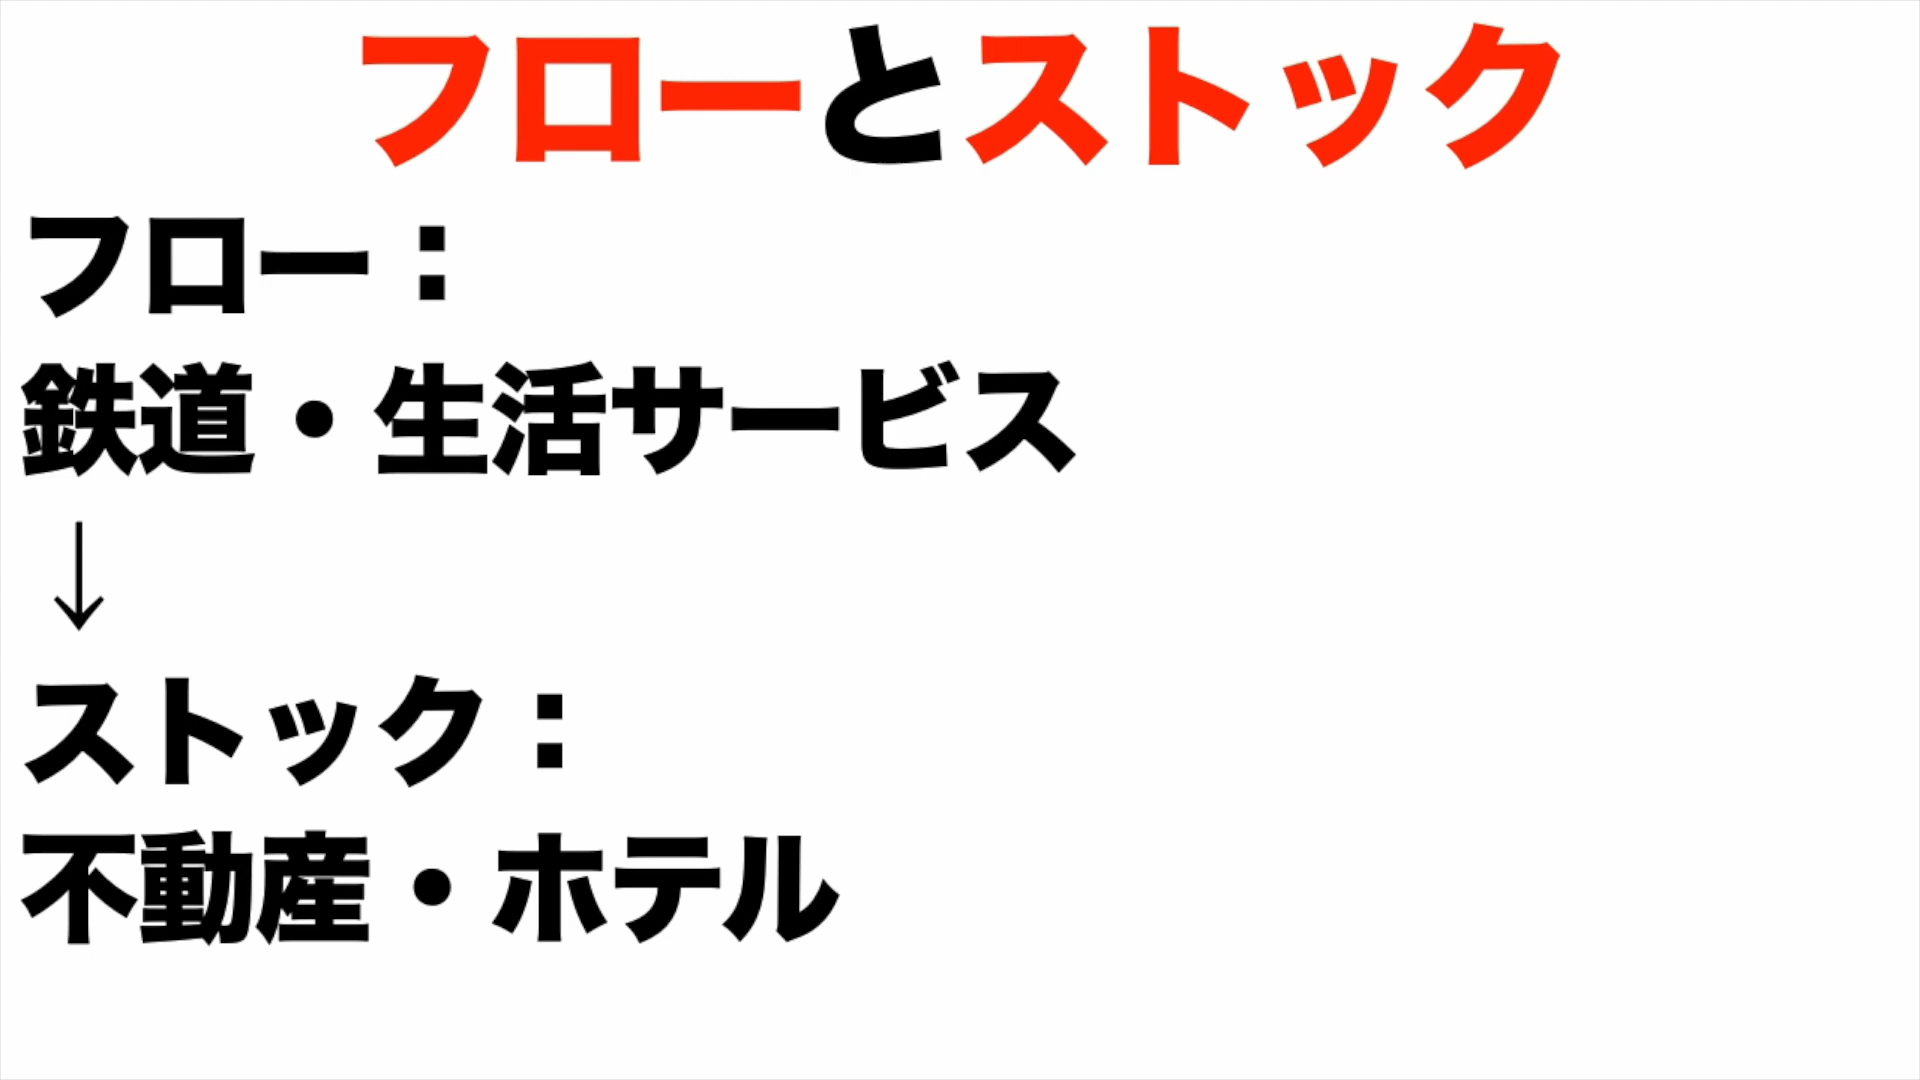 フローとストック
フロー：
鉄道・生活サービス
↓
ストック：
不動産・ホテル